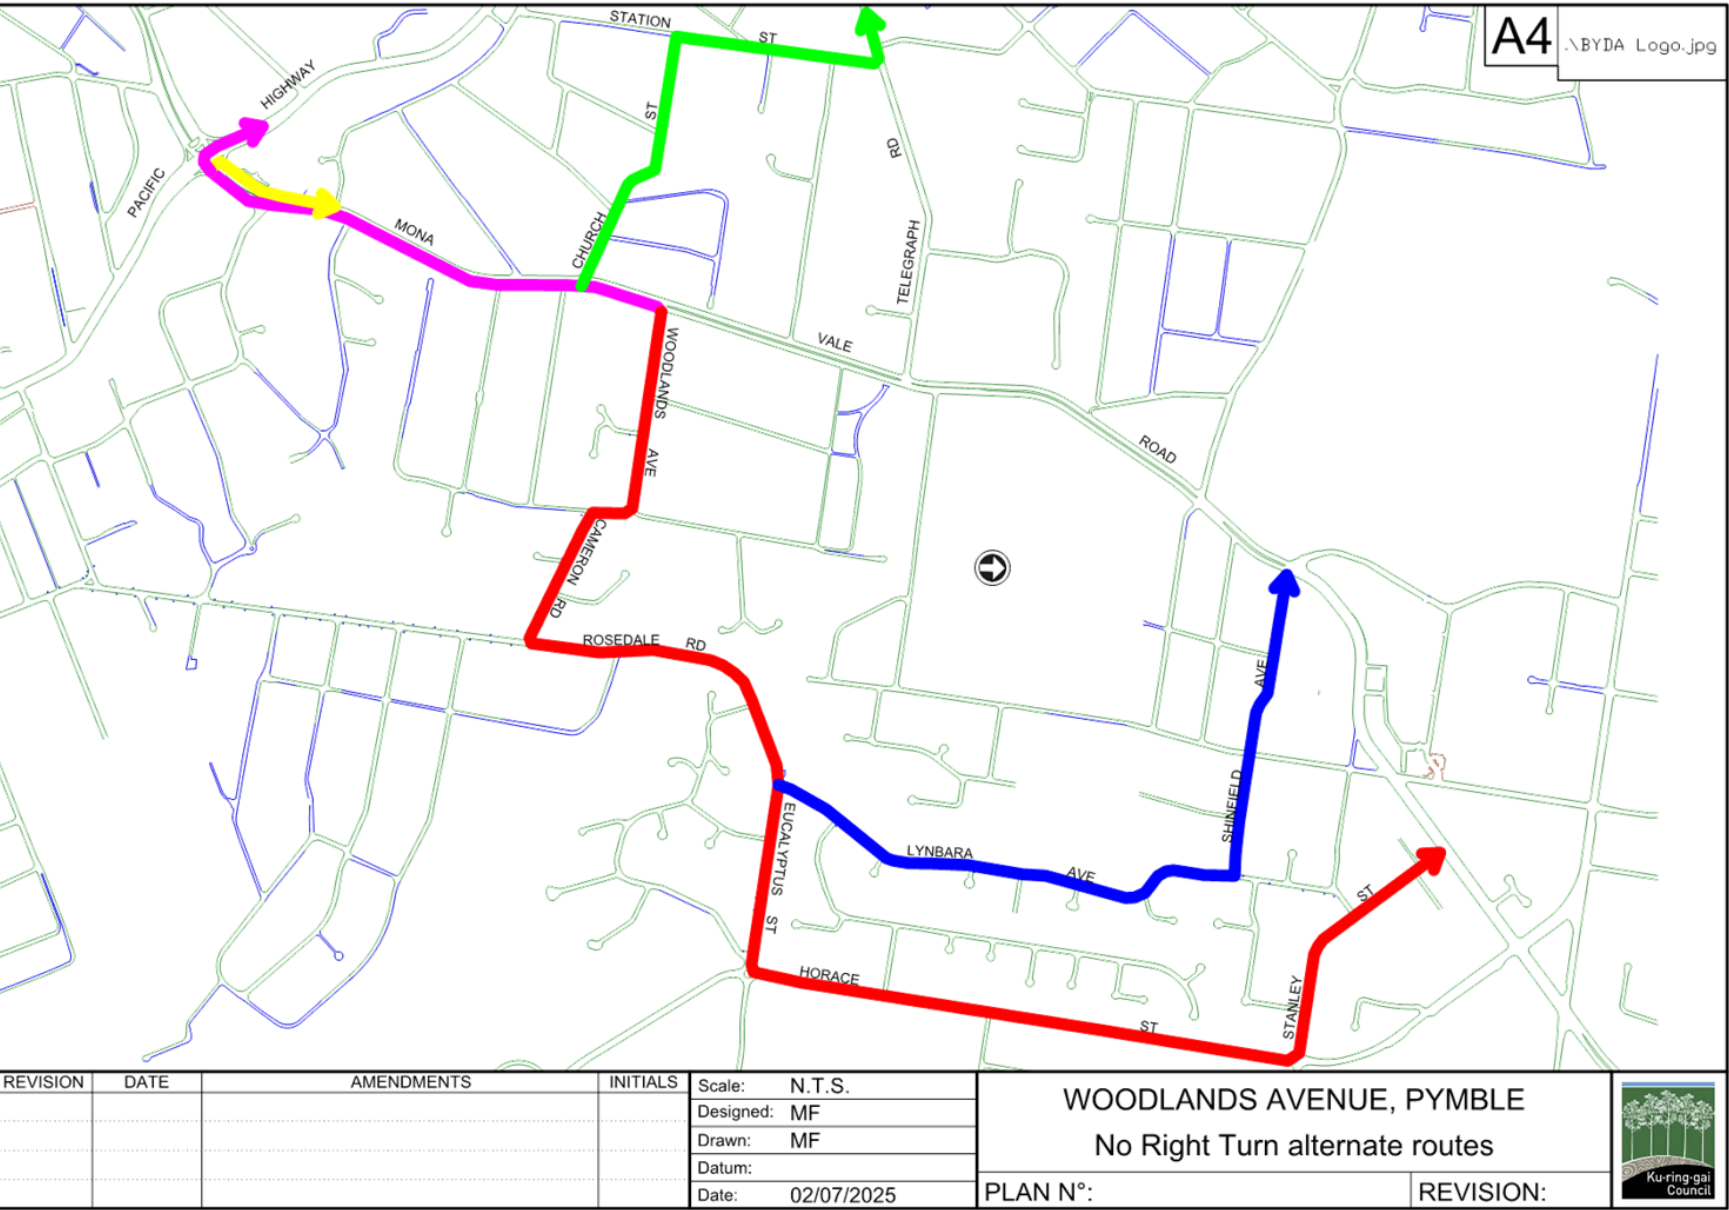 STATION
ST
A4
.\BYDA Logo.jpg
HIGHWAY
ST
RD
PACIFIC
MONA
CHURCH
TELEGRAPH
VALE
WOODLANDS
AVE
ROAD
CAMERON
RD
ROSEDALE RD
AVE
SHINFIELD
EUCALYPTUS
ST
LYNBARA
AVE
ST
HORACE
ST
STANLEY
REVISION DATE AMENDMENTS INITIALS
Scale: N.T.S.
Designed: MF
Drawn: MF
Datum:
Date: 02/07/2025
WOODLANDS AVENUE, PYMBLE
No Right Turn alternate routes
PLAN N°:
REVISION:
Ku-ring-gai
Council